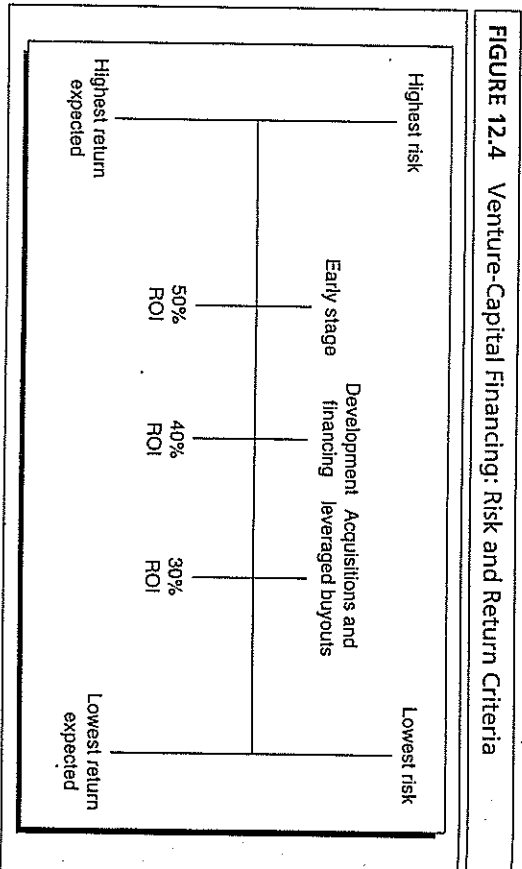 FIGURE 12.4 Venture-Capital Financing: Risk and Return Criteria
Highest risk
Lowest risk
Early stage
Development financing
Acquisitions and leveraged buyouts
50%
ROI
40%
ROI
30%
ROI
Highest return
expected
Lowest return
expected